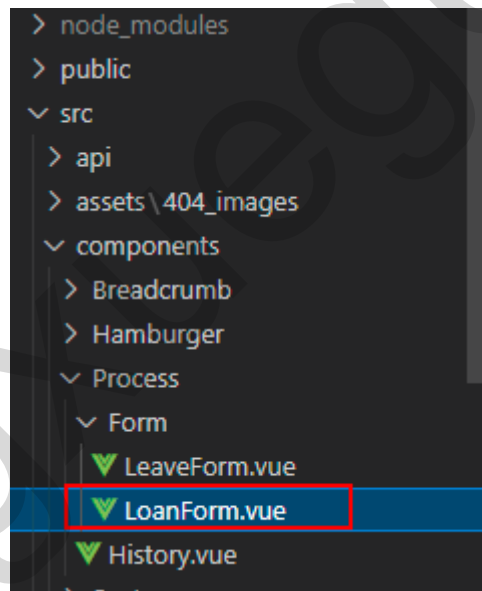 node_modules
public
src
api
assets\404_images
components
Breadcrumb
Hamburger
Process
Form
LeaveForm.vue
LoanForm.vue
History.vue